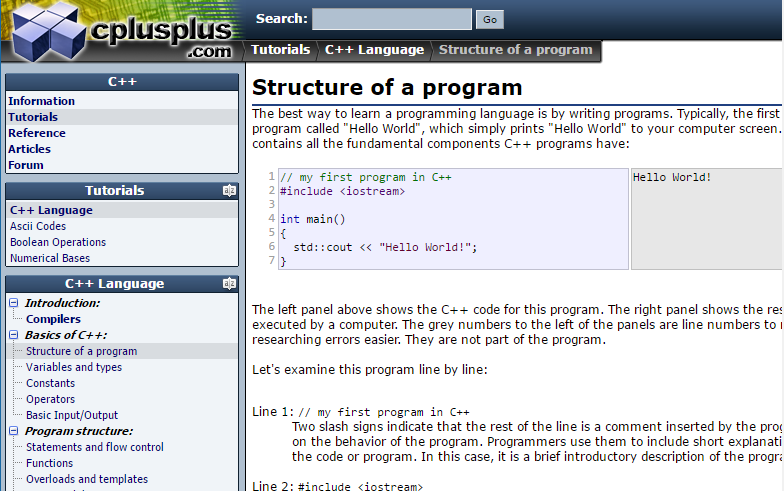 cplusplus
.com
Search:
Go
Tutorials
C++ Language
Structure of a program
C++
Information
Tutorials
Reference
Articles
Forum
Tutorials
C++ Language
Ascii Codes
Boolean Operations
Numerical Bases
C++ Language
Introduction:
Compilers
Basics of C++:
Structure of a program
Variables and types
Constants
Operators
Basic Input/Output
Program structure:
Statements and flow control
Functions
Overloads and templates
Structure of a program
The best way to learn a programming language is by writing programs. Typically, the first
program called "Hello World", which simply prints "Hello World" to your computer screen.
contains all the fundamental components C++ programs have:
1 // my first program in C++
2 #include <iostream>
3
4 int main()
5 {
6 std::cout << "Hello World!";
7 }
Hello World!
The left panel above shows the C++ code for this program. The right panel shows the res
executed by a computer. The grey numbers to the left of the panels are line numbers to
researching errors easier. They are not part of the program.
Let's examine this program line by line:
Line 1: // my first program in C++
Two slash signs indicate that the rest of the line is a comment inserted by the prog
on the behavior of the program. Programmers use them to include short explanati
the code or program. In this case, it is a brief introductory description of the progra
Line 2: #include <iostream>